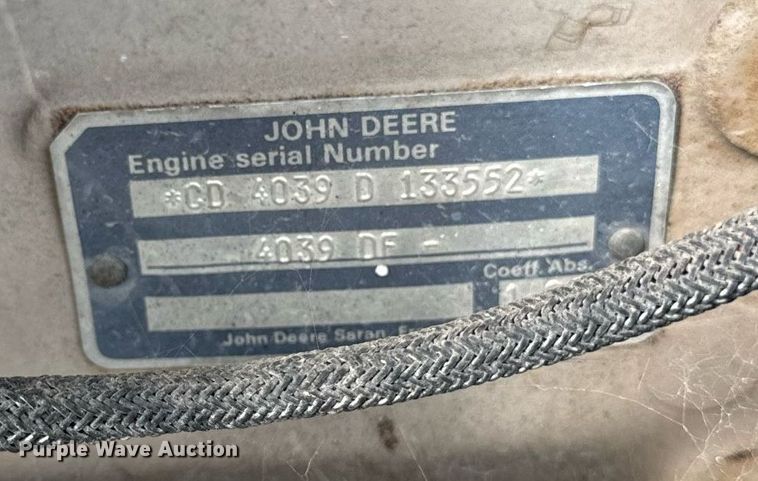 JOHN DEERE
Engine serial Number
*CD 4039 D 133552*
4039 DF -
Coeff. Abs.
John Deere Saran,
Purple Wave Auction